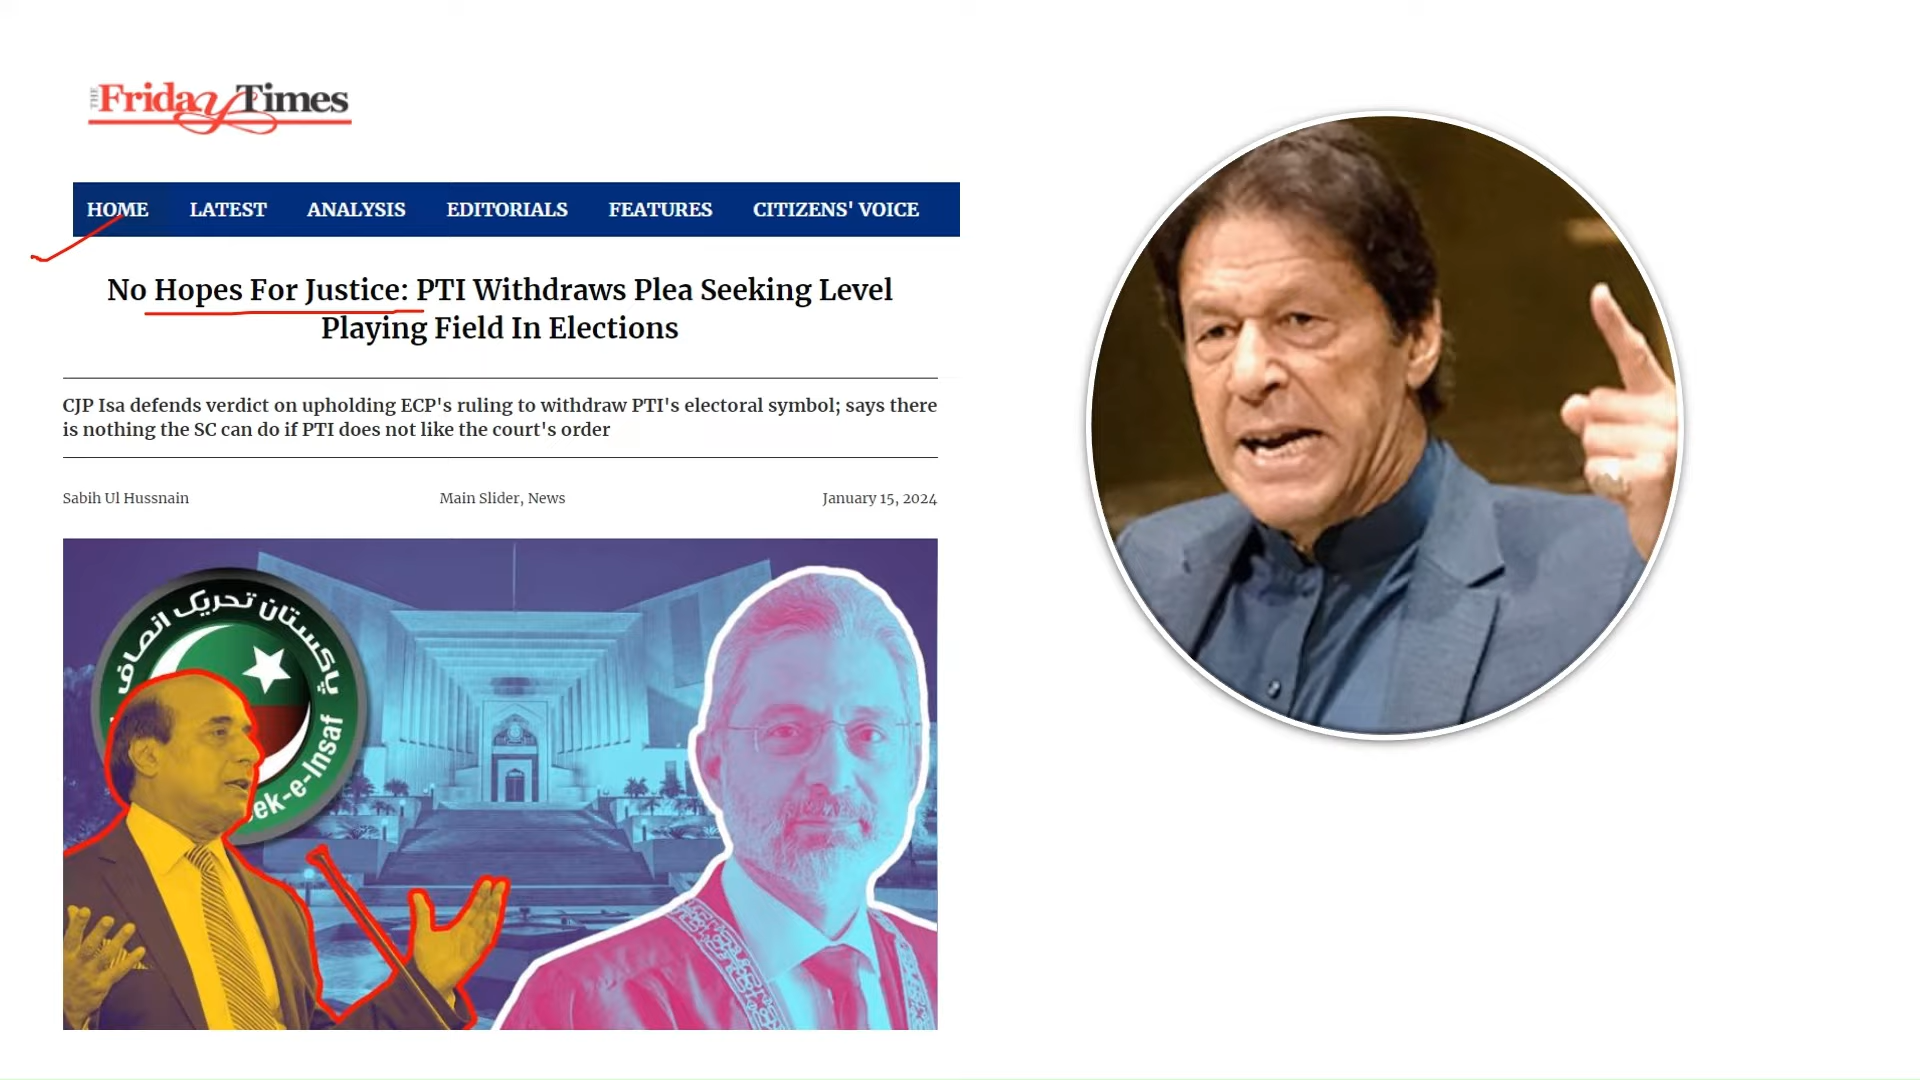 THE Friday Times
HOME LATEST ANALYSIS EDITORIALS FEATURES CITIZENS' VOICE
No Hopes For Justice: PTI Withdraws Plea Seeking Level
Playing Field In Elections
CJP Isa defends verdict on upholding ECP's ruling to withdraw PTI's electoral symbol; says there
is nothing the SC can do if PTI does not like the court's order
Sabih Ul Hussnain Main Slider, News January 15, 2024
پاکستان تحریک انصاف
eek-e-Insaf